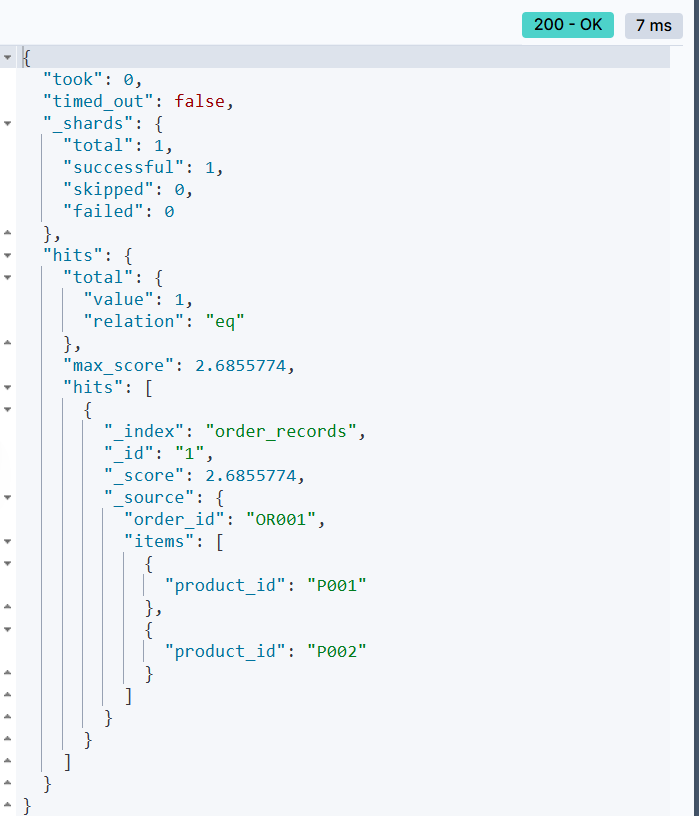 200 - OK
7 ms
{
  "took": 0,
  "timed_out": false,
  "_shards": {
    "total": 1,
    "successful": 1,
    "skipped": 0,
    "failed": 0
  },
  "hits": {
    "total": {
      "value": 1,
      "relation": "eq"
    },
    "max_score": 2.6855774,
    "hits": [
      {
        "_index": "order_records",
        "_id": "1",
        "_score": 2.6855774,
        "_source": {
          "order_id": "OR001",
          "items": [
            {
              "product_id": "P001"
            },
            {
              "product_id": "P002"
            }
          ]
        }
      }
    ]
  }
}